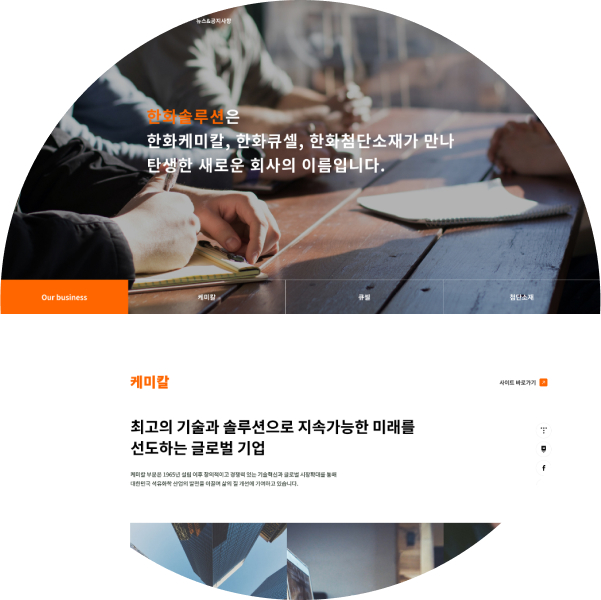 뉴스&공지사항
한화솔루션은
한화케미칼, 한화큐셀, 한화첨단소재가 만나
탄생한 새로운 회사의 이름입니다.
Our business
케미칼
큐셀
첨단소재
케미칼
사이트 바로가기
최고의 기술과 솔루션으로 지속가능한 미래를
선도하는 글로벌 기업
케미칼 부문은 1965년 설립 이후 창의적이고 경쟁력 있는 기술혁신과 글로벌 시장확대를 통해
대한민국 석유화학 산업의 발전을 이끌며 삶의 질 개선에 기여하고 있습니다.